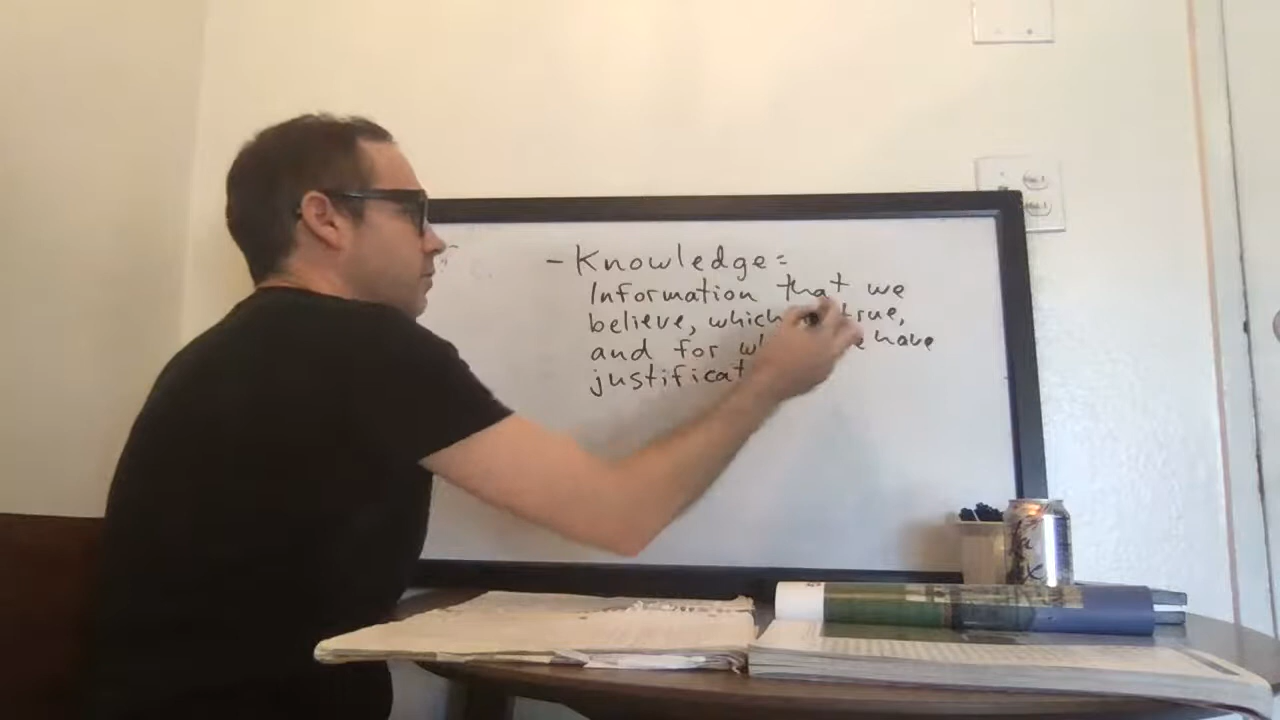 - Knowledge =
Information that we
believe, which true,
and for have
justificat